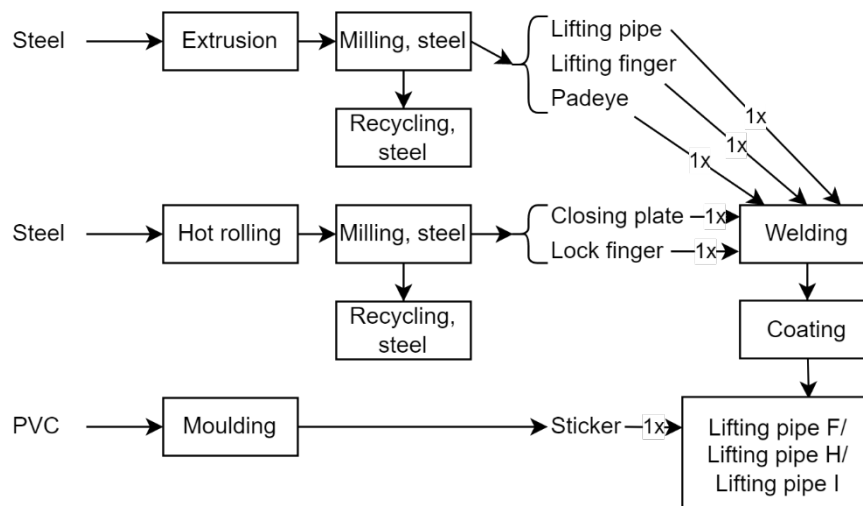 Steel
Extrusion
Milling, steel
Lifting pipe
Lifting finger
Padeye
Recycling,
steel
1x
1x
1x
Steel
Hot rolling
Milling, steel
Closing plate
1x
Lock finger
1x
Welding
Recycling,
steel
Coating
PVC
Moulding
Sticker
1x
Lifting pipe F/
Lifting pipe H/
Lifting pipe I